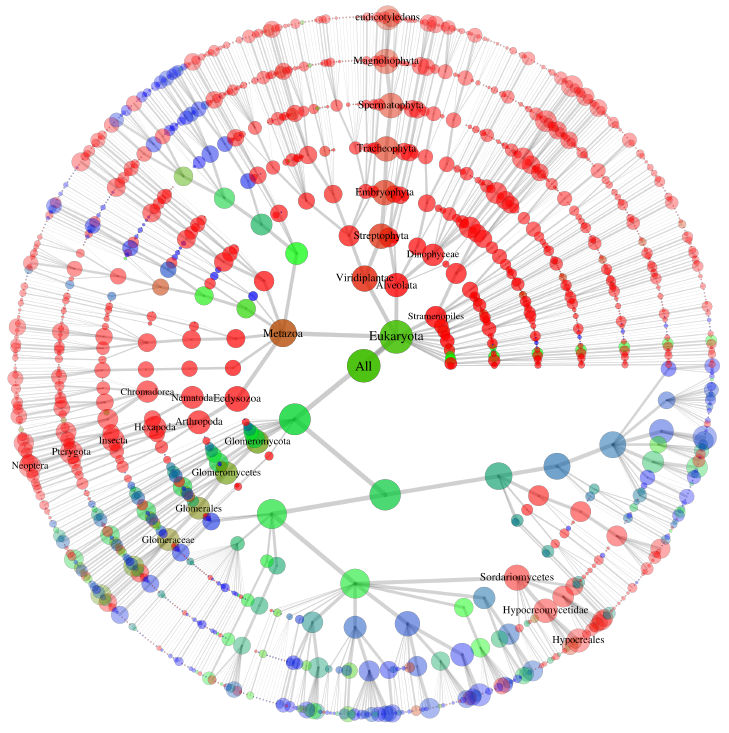 eudicotyledons
Magnoliophyta
Spermatophyta
Tracheophyta
Embryophyta
Streptophyta
Dinophyceae
Viridiplantae
Alveolata
Stramenopiles
Metazoa
Eukaryota
All
Chromadorea
Nematoda
Ecdysozoa
Hexapoda
Arthropoda
Insecta
Glomeromycota
Pterygota
Neoptera
Glomeromycetes
Glomerales
Glomeraceae
Sordariomycetes
Hypocreomycetidae
Hypocreales